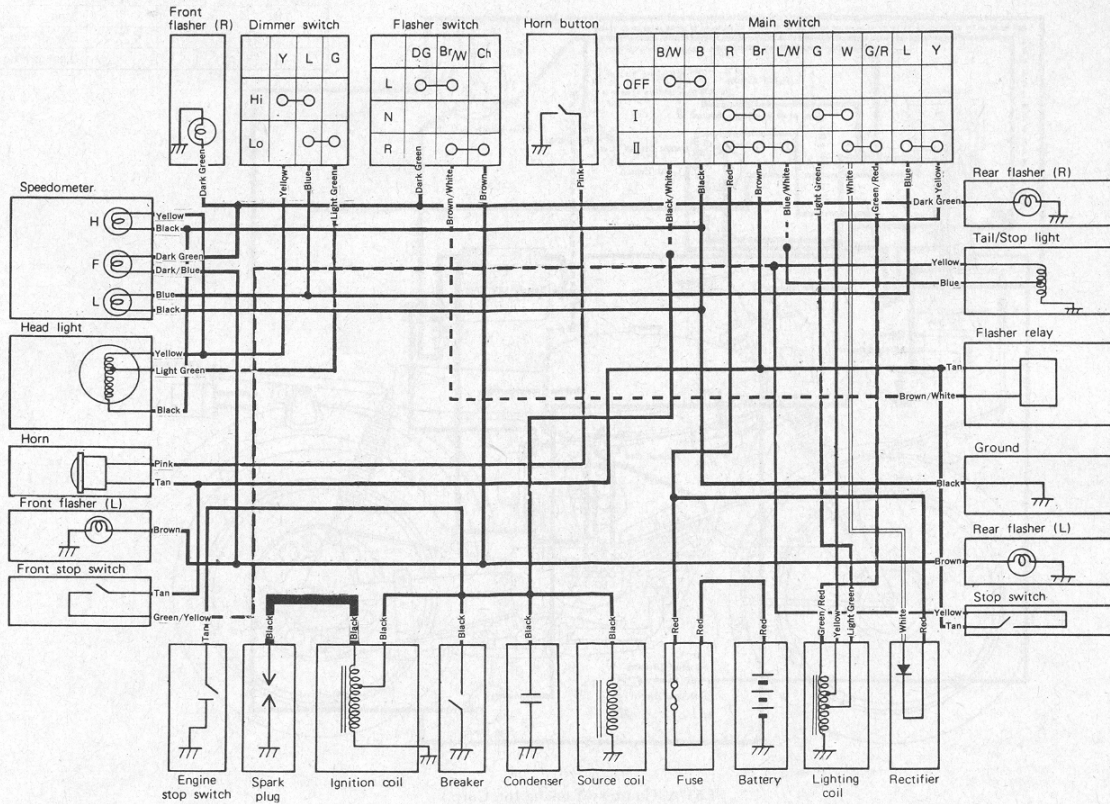 Front
flasher (R)
Dimmer switch
Flasher switch
Horn button
Main switch
Y L G
Hi
Lo
DG Br/W Ch
L
N
R
B/W B R Br L/W G W G/R L Y
OFF
I
II
Dark Green
Yellow
Blue
Light Green
Dark Green
Brown/White
Brown
Pink
Black/White
Black
Red
Brown
Blue/White
Light Green
White
Green/Red
Blue
Yellow
Speedometer
H
Yellow
Black
F
Dark Green
Dark/Blue
L
Blue
Black
Head light
Yellow
Light Green
Black
Horn
Pink
Tan
Front flasher (L)
Brown
Front stop switch
Tan
Green/Yellow
Rear flasher (R)
Dark Green
Tail/Stop light
Yellow
Blue
Flasher relay
Tan
Brown/White
Ground
Black
Rear flasher (L)
Brown
Stop switch
Yellow
Tan
Tan
Black
Black
Black
Black
Black
Black
Red
Red
Red
Green/Red
Yellow
Light Green
White
Red
Engine
stop switch
Spark
plug
Ignition coil
Breaker
Condenser
Source coil
Fuse
Battery
Lighting
coil
Rectifier